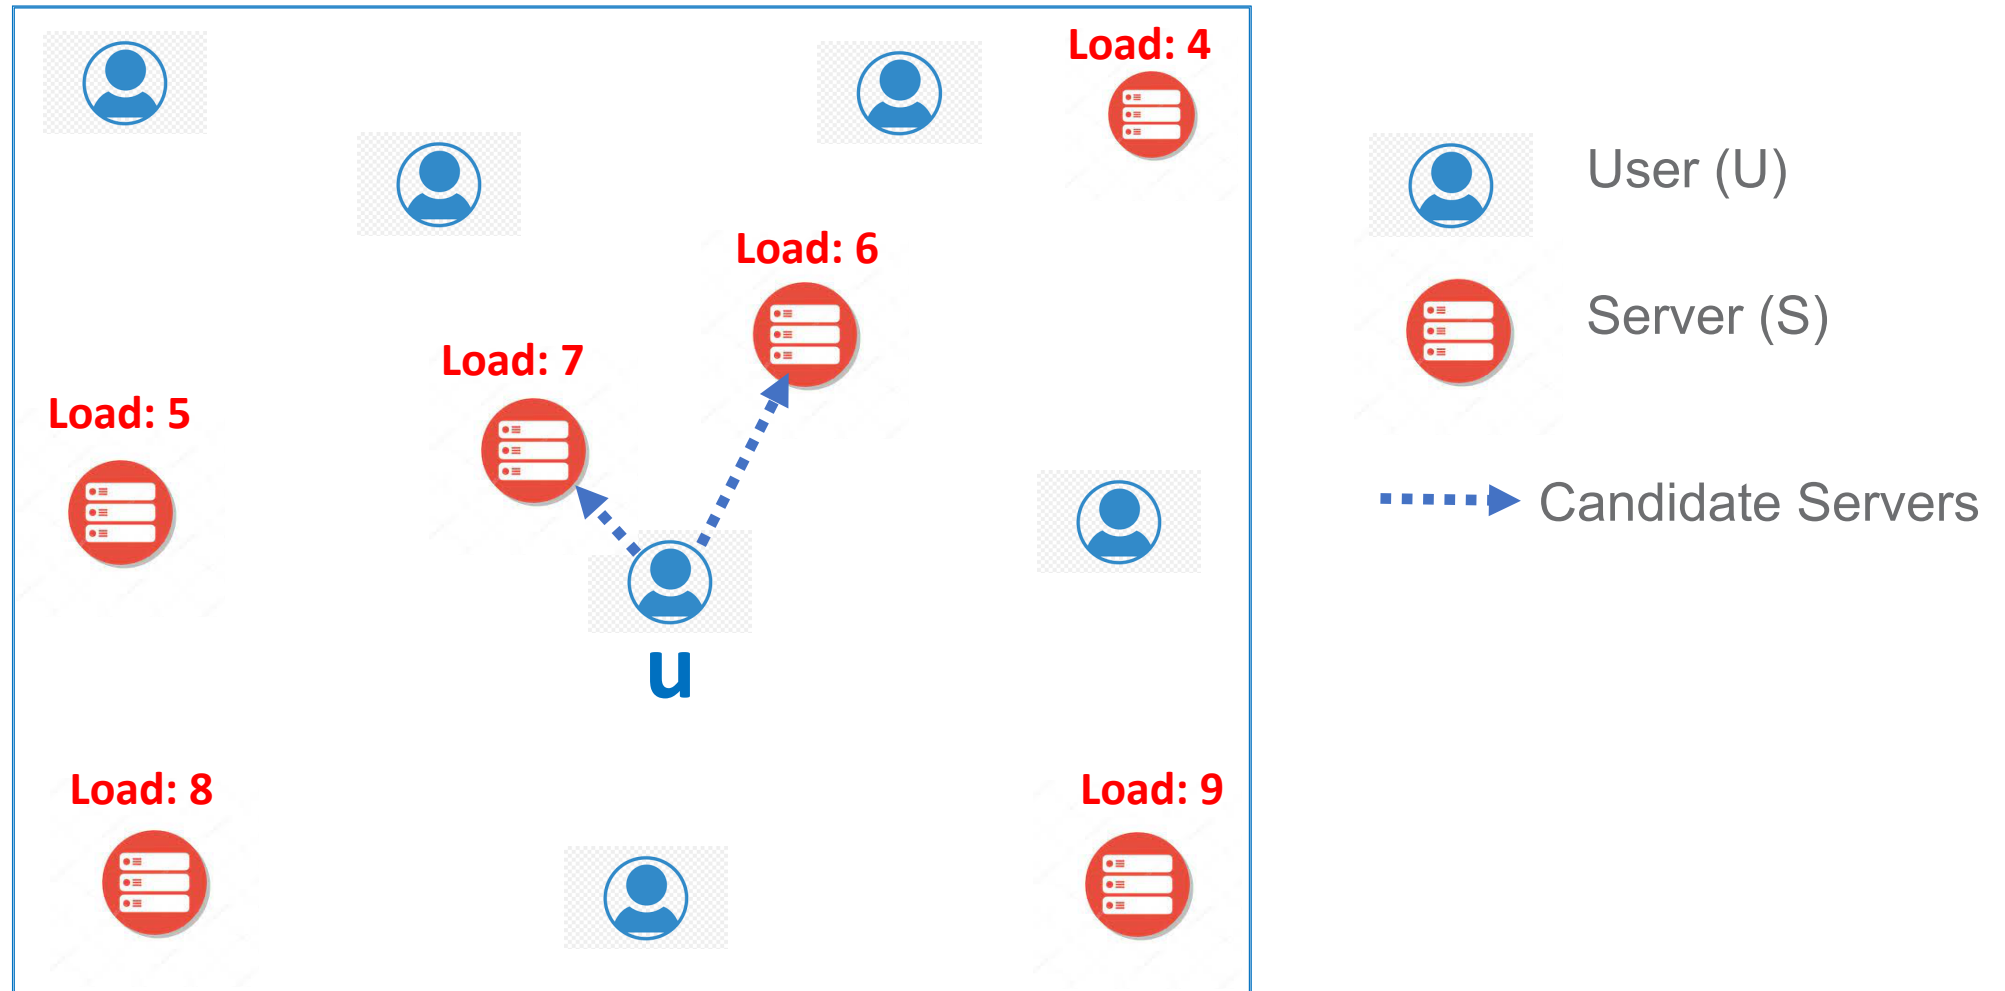 Load: 4
Load: 6
Load: 7
Load: 5
u
Load: 8
Load: 9
User (U)
Server (S)
Candidate Servers